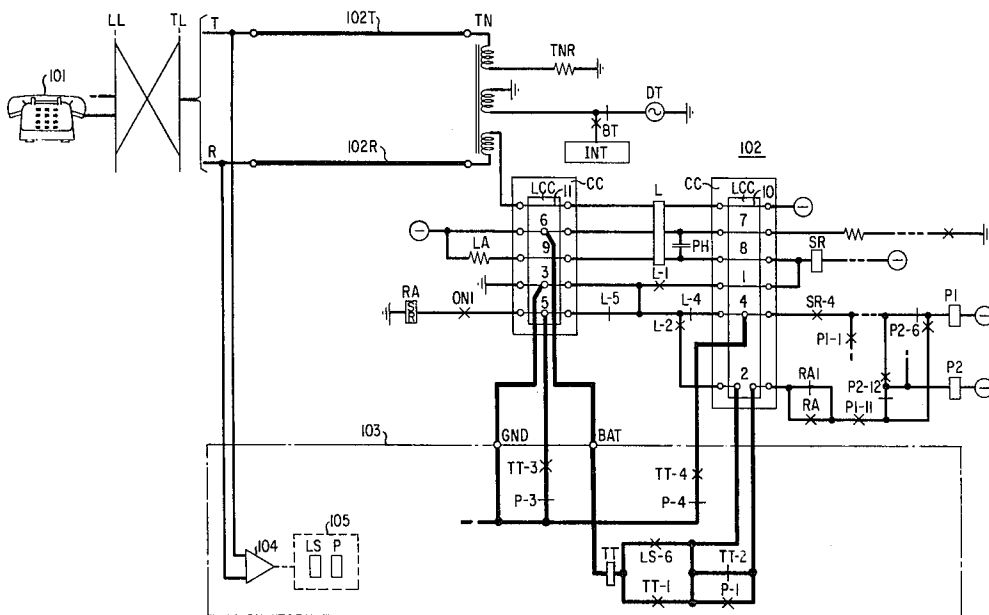 LL TL T 102T TN
101
TNR
DT
BT
INT
R 102R
102
CC LCC 11 L CC LCC 10
6 7
LA 9 PH 8 SR
3 L-1 1
RA SR ON1 5 L-5 L-4 4 SR-4 P1
L-2 P1-1 P2-6
2 RA1 P2-12 P2
RA P1-11
103 GND BAT
TT-3 TT-4
P-3 P-4
105
104 LS P
TT LS-6 TT-2
TT-1 P-1